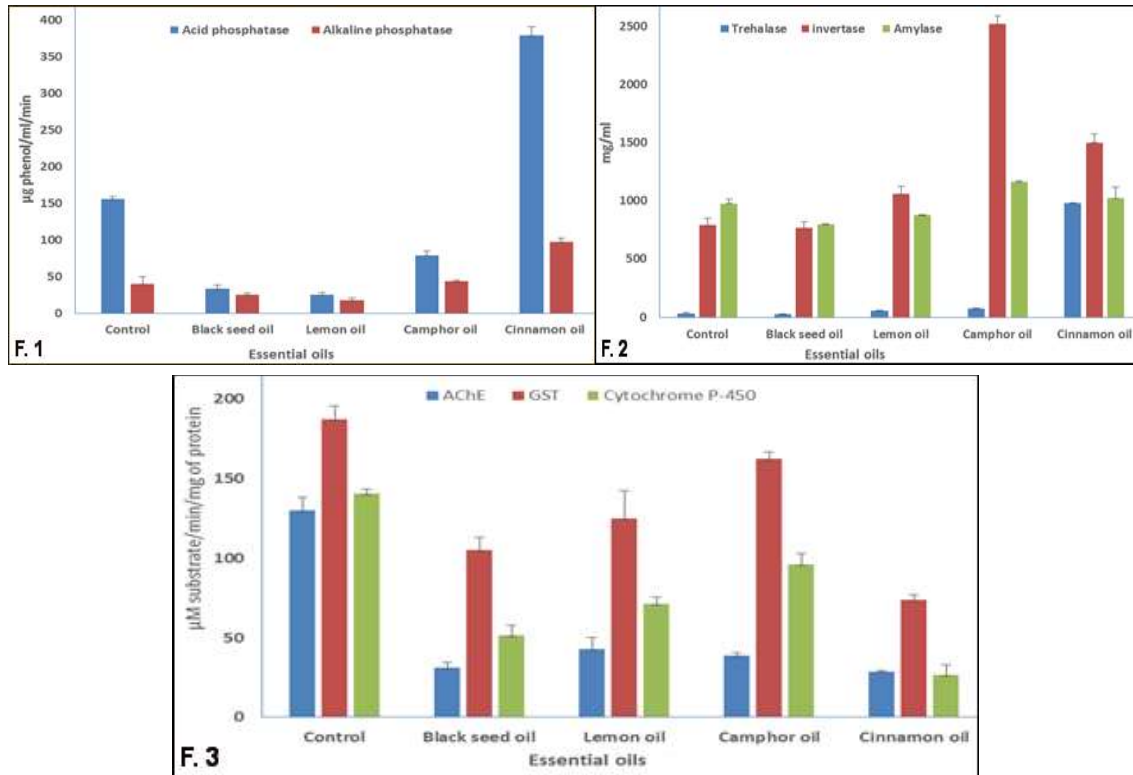 400
350
300
250
200
150
100
50
0
µg phenol/ml/min
Acid phosphatase Alkaline phosphatase
Control Black seed oil Lemon oil Camphor oil Cinnamon oil
Essential oils
F. 1
2500
2000
1500
1000
500
0
mg/ml
Trehalase invertase Amylase
Control Black seed oil Lemon oil Camphor oil Cinnamon oil
Essential oils
F. 2
200
150
100
50
0
µM substrate/min/mg of protein
AChE GST Cytochrome P-450
Control Black seed oil Lemon oil Camphor oil Cinnamon oil
Essential oils
F. 3